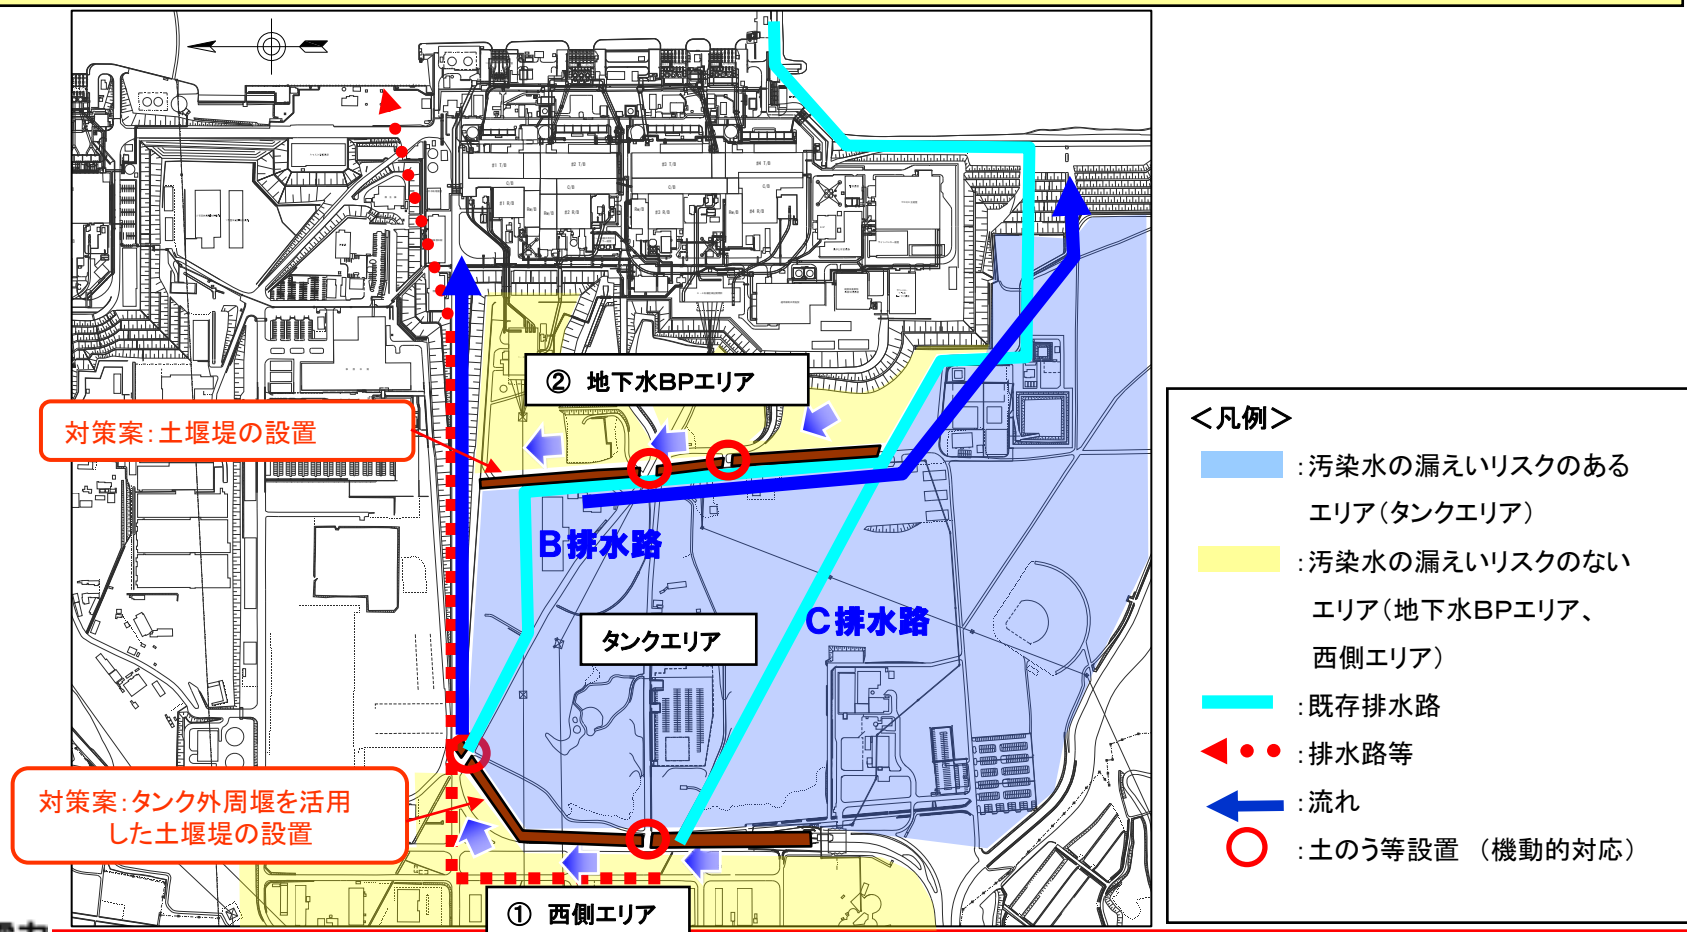 ② 地下水BPエリア
対策案：土堰堤の設置
B排水路
C排水路
タンクエリア
対策案：タンク外周堰を活用
した土堰堤の設置
① 西側エリア
＜凡例＞
：汚染水の漏えいリスクのある
エリア（タンクエリア）
：汚染水の漏えいリスクのない
エリア（地下水BPエリア、
西側エリア）
：既存排水路
：排水路等
：流れ
：土のう等設置 （機動的対応）